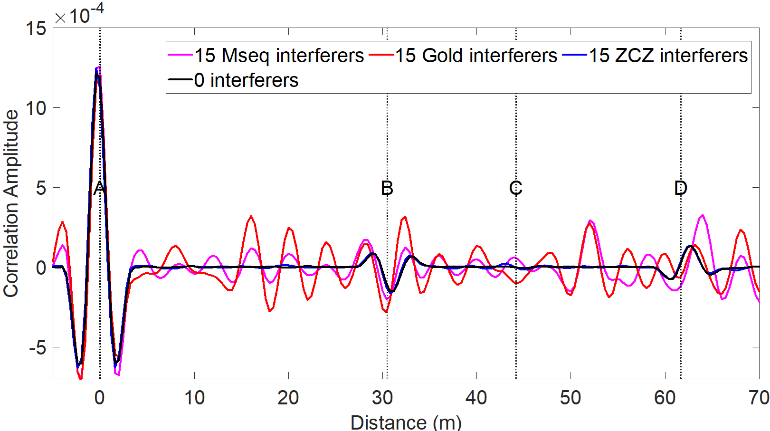 ×10-4
15
15 Mseq interferers 15 Gold interferers 15 ZCZ interferers
0 interferers
10
5
0
-5
Correlation Amplitude
A
B
C
D
0 10 20 30 40 50 60 70
Distance (m)